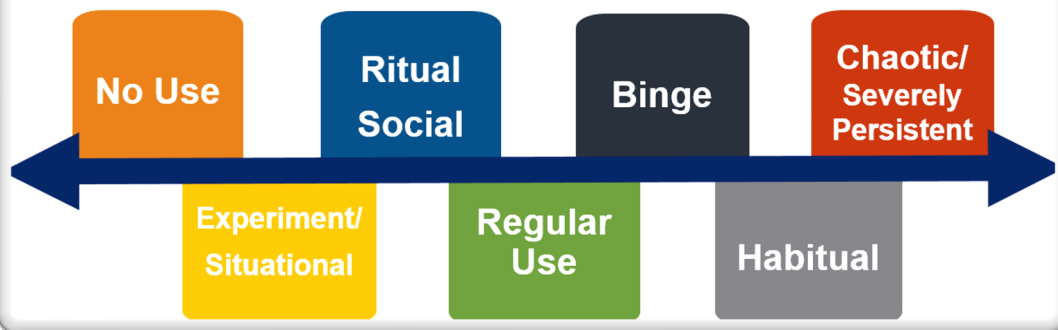 No Use
Ritual
Social
Binge
Chaotic/
Severely
Persistent
Experiment/
Situational
Regular
Use
Habitual